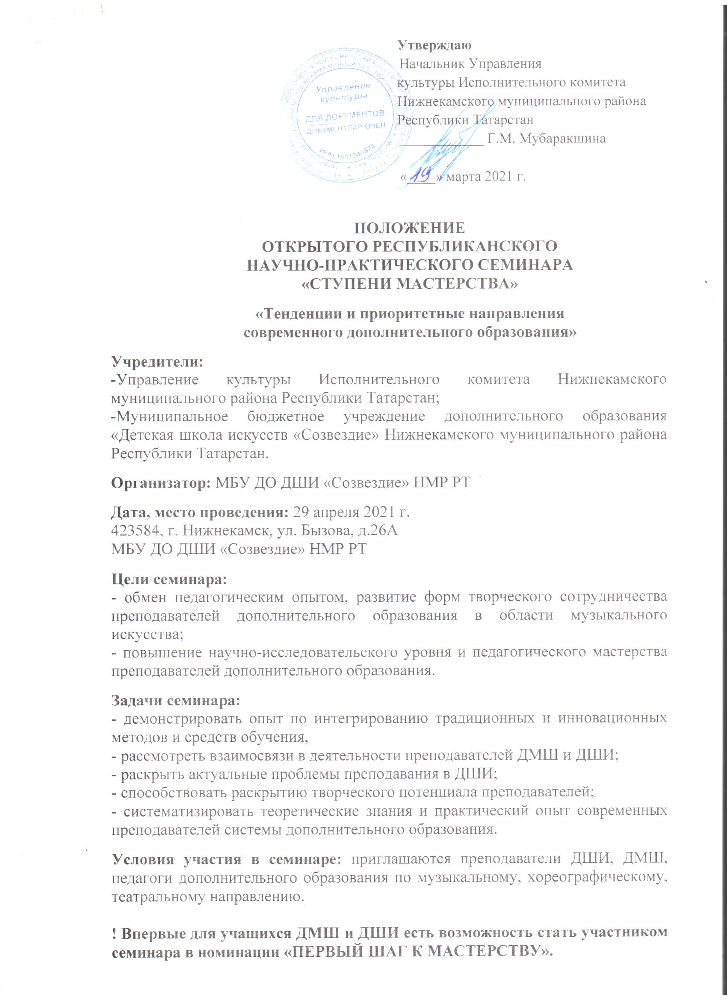 Утверждаю
Начальник Управления
культуры Исполнительного комитета
Нижнекамского муниципального района
Республики Татарстан
____________ Г.М. Мубаракшина
« 19 » марта 2021 г.
Управление
культуры
ДЛЯ ДОКУМЕНТОВ
ДОКУМЕНТЛАР ӨЧЕН
ПОЛОЖЕНИЕ
ОТКРЫТОГО РЕСПУБЛИКАНСКОГО
НАУЧНО-ПРАКТИЧЕСКОГО СЕМИНАРА
«СТУПЕНИ МАСТЕРСТВА»
«Тенденции и приоритетные направления
современного дополнительного образования»
Учредители:
-Управление культуры Исполнительного комитета Нижнекамского
муниципального района Республики Татарстан;
-Муниципальное бюджетное учреждение дополнительного образования
«Детская школа искусств «Созвездие» Нижнекамского муниципального района
Республики Татарстан.
Организатор: МБУ ДО ДШИ «Созвездие» НМР РТ
Дата, место проведения: 29 апреля 2021 г.
423584, г. Нижнекамск, ул. Бызова, д.26А
МБУ ДО ДШИ «Созвездие» НМР РТ
Цели семинара:
- обмен педагогическим опытом, развитие форм творческого сотрудничества
преподавателей дополнительного образования в области музыкального
искусства;
- повышение научно-исследовательского уровня и педагогического мастерства
преподавателей дополнительного образования.
Задачи семинара:
- демонстрировать опыт по интегрированию традиционных и инновационных
методов и средств обучения,
- рассмотреть взаимосвязи в деятельности преподавателей ДМШ и ДШИ;
- раскрыть актуальные проблемы преподавания в ДШИ;
- способствовать раскрытию творческого потенциала преподавателей;
- систематизировать теоретические знания и практический опыт современных
преподавателей системы дополнительного образования.
Условия участия в семинаре: приглашаются преподаватели ДШИ, ДМШ,
педагоги дополнительного образования по музыкальному, хореографическому,
театральному направлению.
! Впервые для учащихся ДМШ и ДШИ есть возможность стать участником
семинара в номинации «ПЕРВЫЙ ШАГ К МАСТЕРСТВУ».